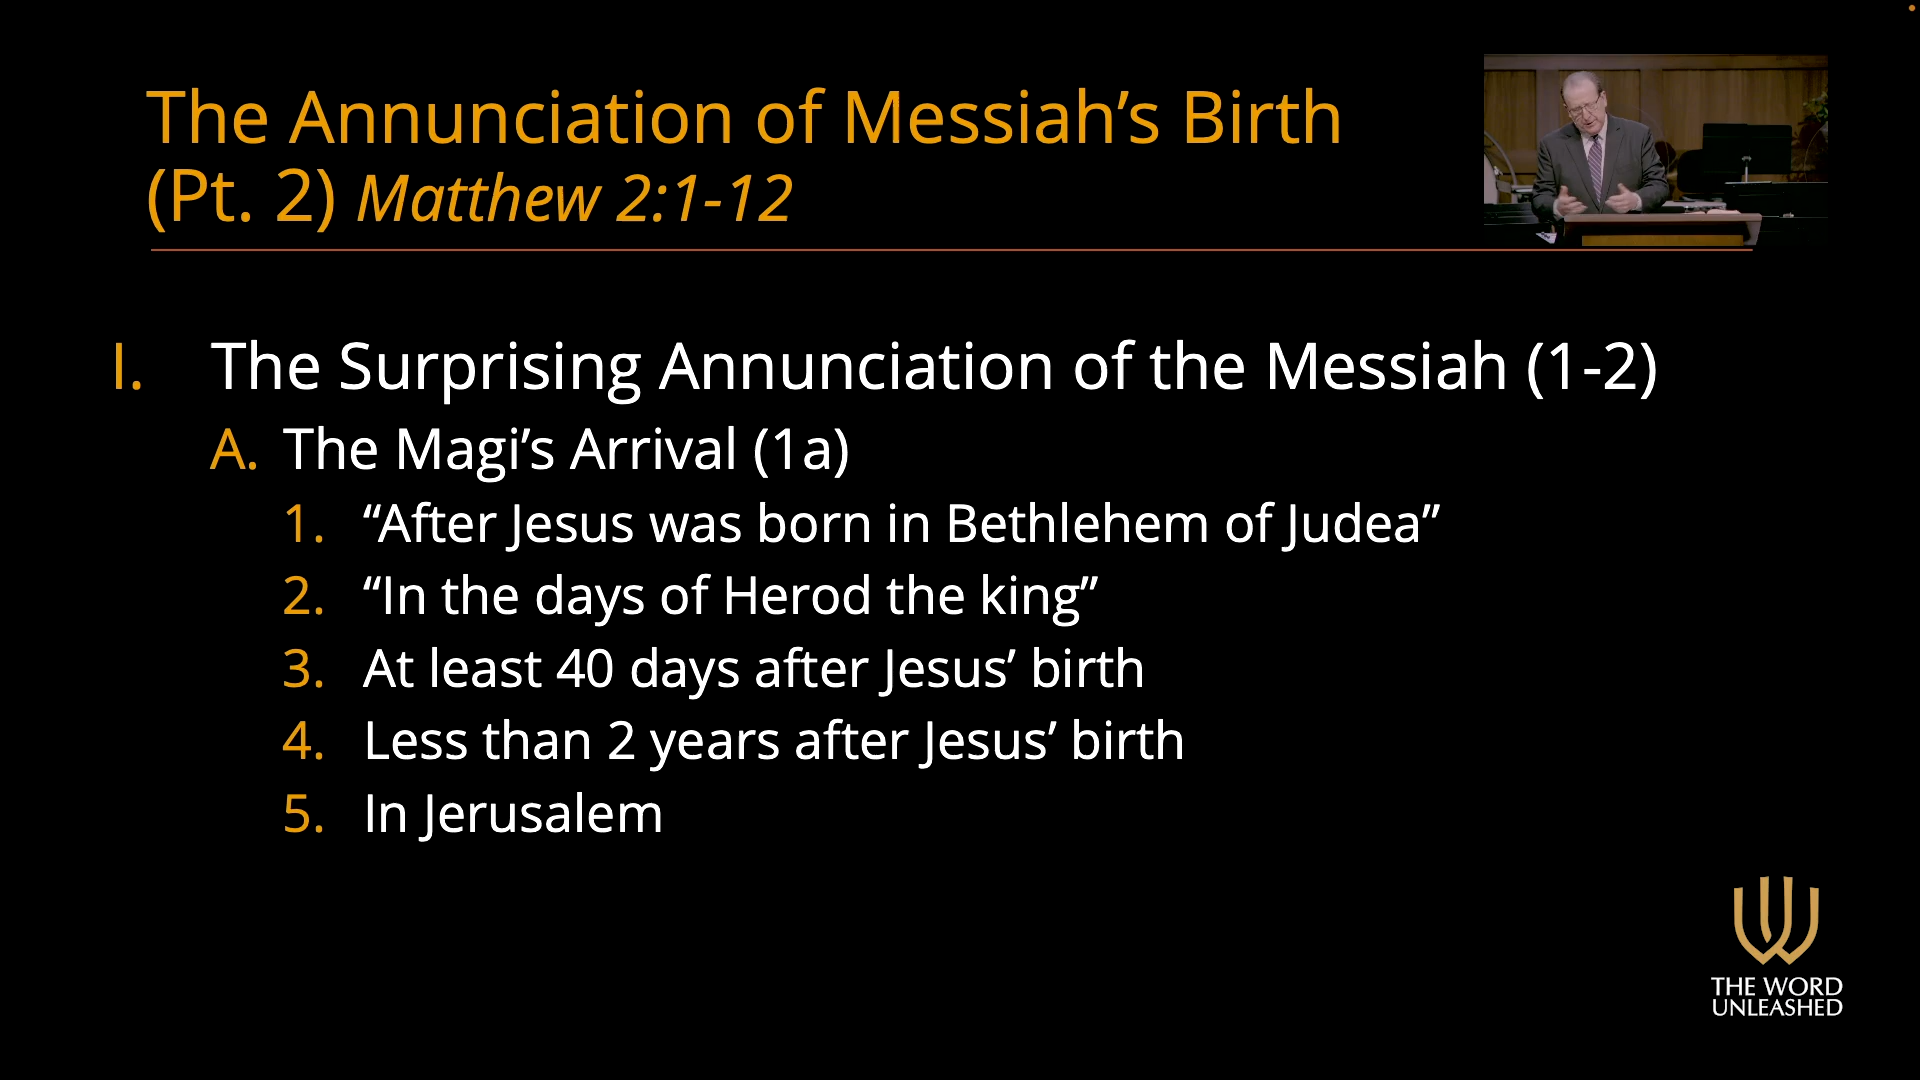 The Annunciation of Messiah’s Birth
(Pt. 2) Matthew 2:1-12
I. The Surprising Annunciation of the Messiah (1-2)
A. The Magi’s Arrival (1a)
1. “After Jesus was born in Bethlehem of Judea”
2. “In the days of Herod the king”
3. At least 40 days after Jesus’ birth
4. Less than 2 years after Jesus’ birth
5. In Jerusalem
THE WORD
UNLEASHED